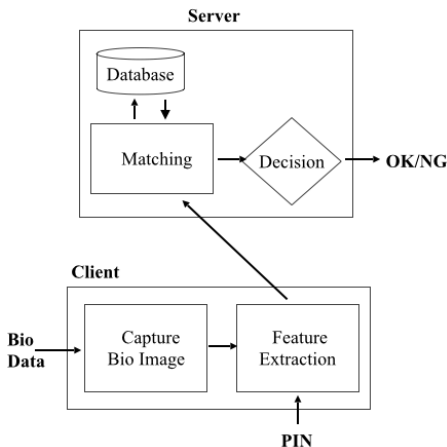 Server
Database
Matching
Decision
OK/NG
Client
Bio
Data
Capture
Bio Image
Feature
Extraction
PIN